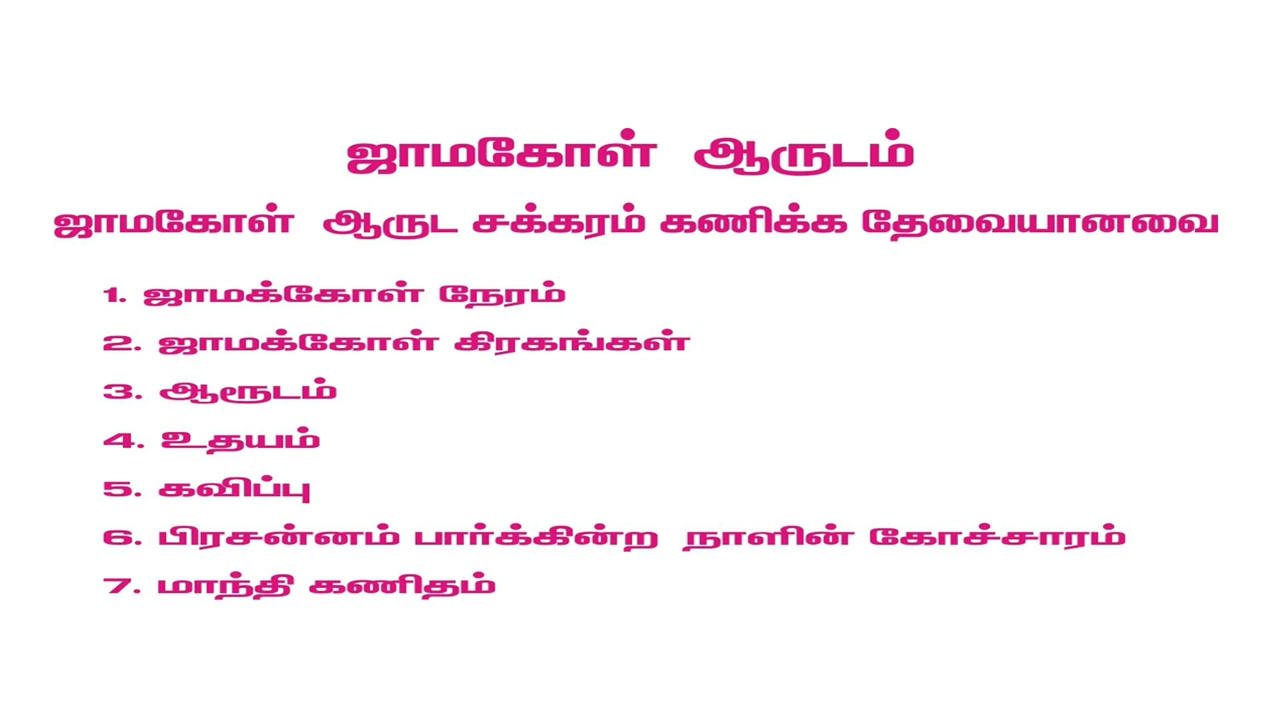 ஜாமகோள் ஆருடம்
ஜாமகோள் ஆருட சக்கரம் கணிக்க தேவையானவை
1. ஜாமக்கோள் நேரம்
2. ஜாமக்கோள் கிரகங்கள்
3. ஆரூடம்
4. உதயம்
5. கவிப்பு
6. பிரசன்னம் பார்க்கின்ற நாளின் கோச்சாரம்
7. மாந்தி கணிதம்